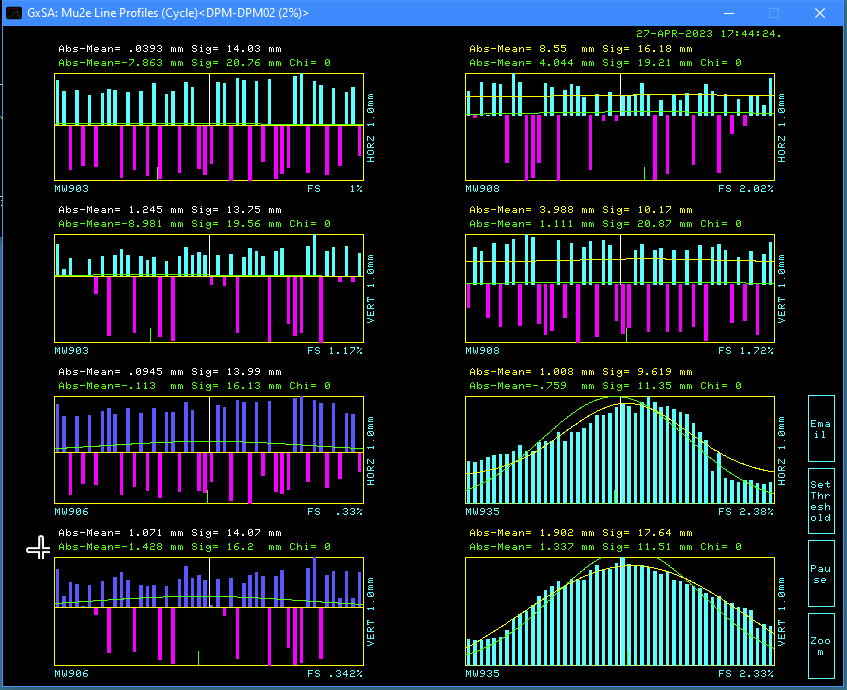 GxSA: Mu2e Line Profiles (Cycle)<DPM-DPM02 (2%)>
27-APR-2023 17:44:24.
Abs-Mean= .0393 mm Sig= 14.03 mm
Abs-Mean=-7.863 mm Sig= 20.76 mm Chi= 0
HORZ 1.0mm
MW903 FS 1%
Abs-Mean= 8.55 mm Sig= 16.18 mm
Abs-Mean= 4.044 mm Sig= 19.21 mm Chi= 0
HORZ 1.0mm
MW908 FS 2.02%
Abs-Mean= 1.245 mm Sig= 13.75 mm
Abs-Mean=-8.981 mm Sig= 19.56 mm Chi= 0
VERT 1.0mm
MW903 FS 1.17%
Abs-Mean= 3.988 mm Sig= 10.17 mm
Abs-Mean= 1.111 mm Sig= 20.87 mm Chi= 0
VERT 1.0mm
MW908 FS 1.72%
Abs-Mean= .0945 mm Sig= 13.99 mm
Abs-Mean=-.113 mm Sig= 16.13 mm Chi= 0
HORZ 1.0mm
MW906 FS .33%
Abs-Mean= 1.008 mm Sig= 9.619 mm
Abs-Mean=-.759 mm Sig= 11.35 mm Chi= 0
HORZ 1.0mm
MW935 FS 2.38%
Abs-Mean= 1.071 mm Sig= 14.07 mm
Abs-Mean=-1.428 mm Sig= 16.2 mm Chi= 0
VERT 1.0mm
MW906 FS .342%
Abs-Mean= 1.902 mm Sig= 17.64 mm
Abs-Mean= 1.337 mm Sig= 11.51 mm Chi= 0
VERT 1.0mm
MW935 FS 2.33%
Ema
il
Set
Thr
esh
old
Pau
se
Zoo
m